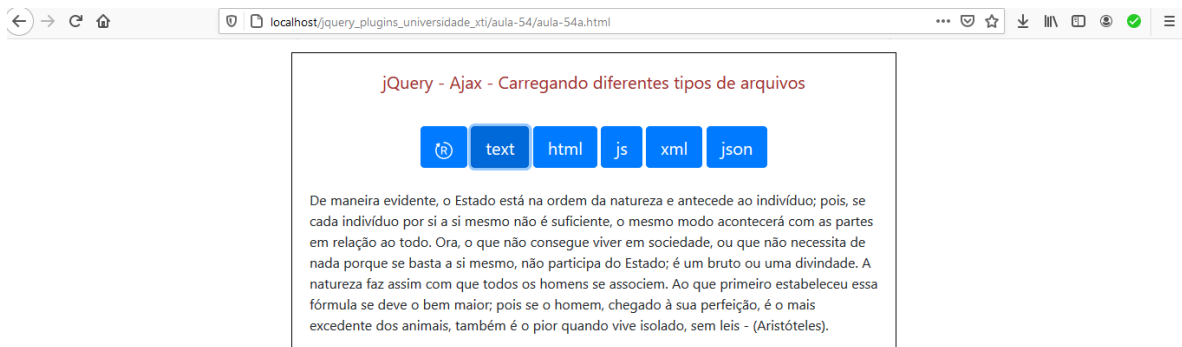 localhost/jquery_plugins_universidade_xti/aula-54/aula-54a.html
jQuery - Ajax - Carregando diferentes tipos de arquivos
R text html js xml json
De maneira evidente, o Estado está na ordem da natureza e antecede ao indivíduo; pois, se
cada indivíduo por si a si mesmo não é suficiente, o mesmo modo acontecerá com as partes
em relação ao todo. Ora, o que não consegue viver em sociedade, ou que não necessita de
nada porque se basta a si mesmo, não participa do Estado; é um bruto ou uma divindade. A
natureza faz assim com que todos os homens se associem. Ao que primeiro estabeleceu essa
fórmula se deve o bem maior; pois se o homem, chegado à sua perfeição, é o mais
excedente dos animais, também é o pior quando vive isolado, sem leis - (Aristóteles).